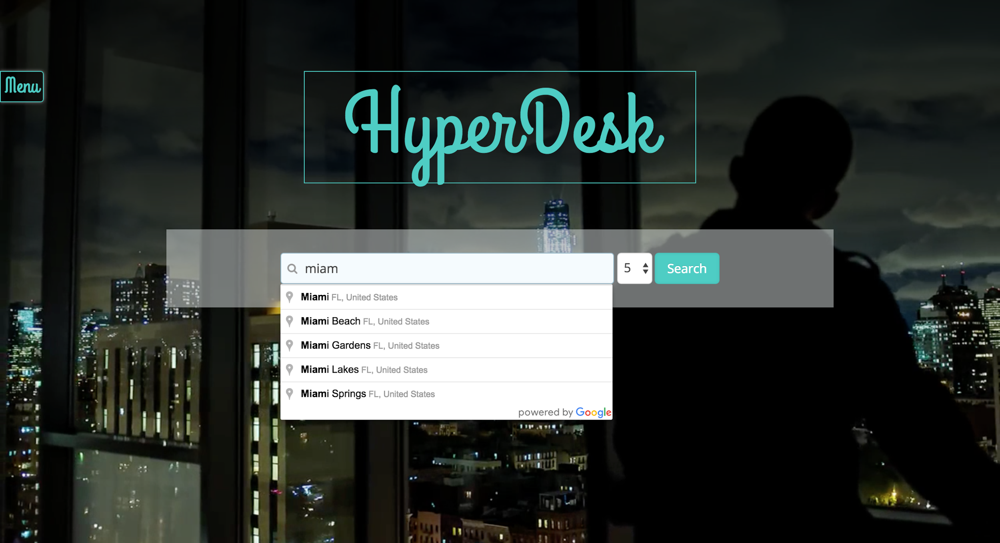 Menu
HyperDesk
miam
5
Search
Miami FL, United States
Miami Beach FL, United States
Miami Gardens FL, United States
Miami Lakes FL, United States
Miami Springs FL, United States
powered by Google